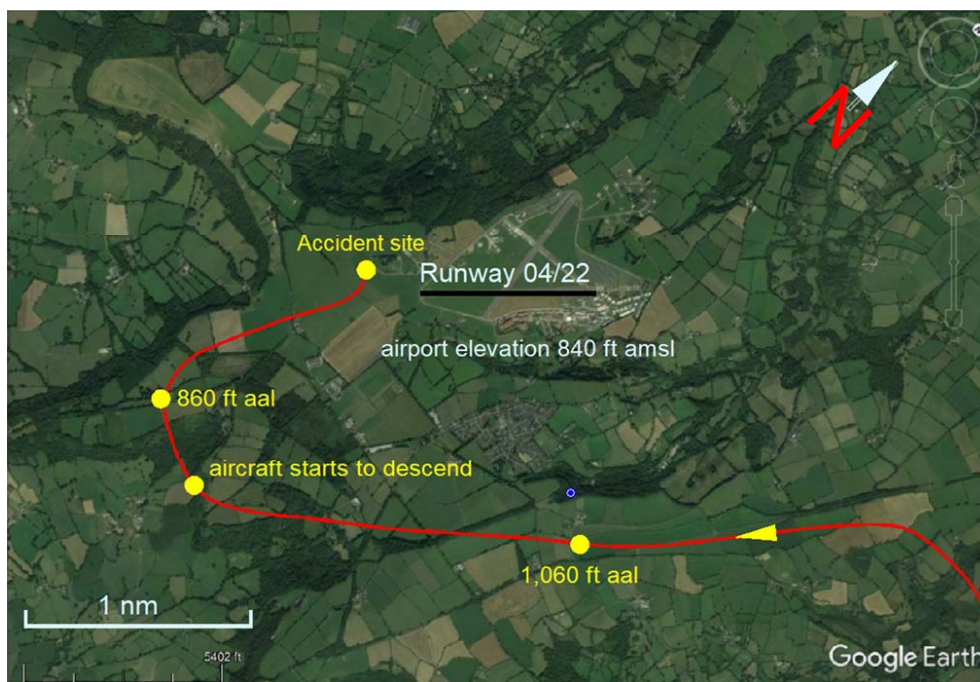 N
Accident site
Runway 04/22
airport elevation 840 ft amsl
860 ft aal
aircraft starts to descend
1,060 ft aal
1 nm
5402 ft
Google Earth